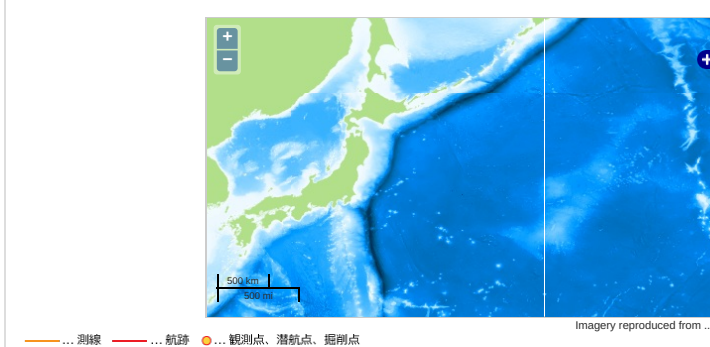 +
−
500 km
500 mi
Imagery reproduced from ...
... 測線 ... 航跡 ... 観測点、潜航点、掘削点